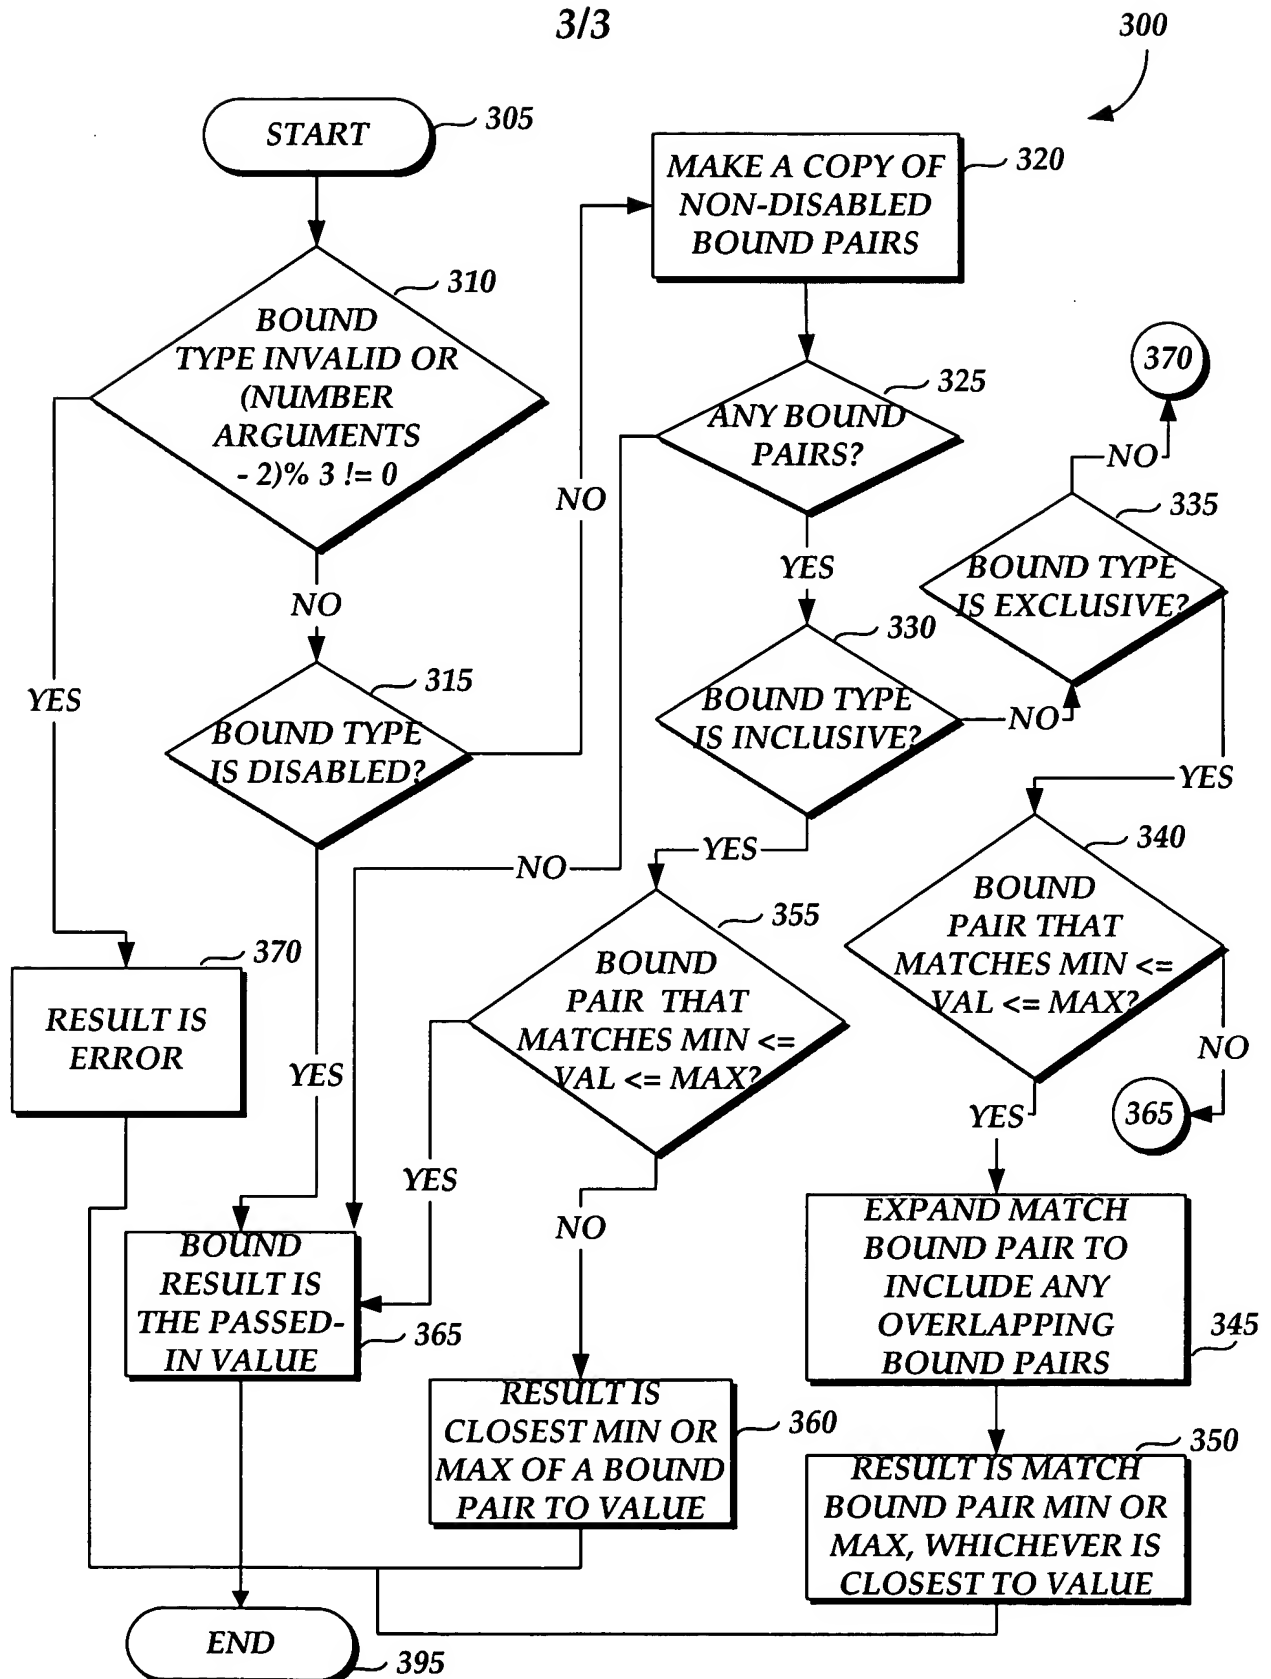 3/3
300
START
305
BOUND
TYPE INVALID OR
(NUMBER
ARGUMENTS
- 2)% 3 != 0
310
YES
NO
BOUND TYPE
IS DISABLED?
315
NO
YES
MAKE A COPY OF
NON-DISABLED
BOUND PAIRS
320
ANY BOUND
PAIRS?
325
YES
NO
BOUND TYPE
IS INCLUSIVE?
330
NO
YES
370
NO
BOUND TYPE
IS EXCLUSIVE?
335
YES
BOUND
PAIR THAT
MATCHES MIN <=
VAL <= MAX?
340
NO
365
YES
BOUND
PAIR THAT
MATCHES MIN <=
VAL <= MAX?
355
YES
NO
370
RESULT IS
ERROR
BOUND
RESULT IS
THE PASSED-
IN VALUE
365
RESULT IS
CLOSEST MIN OR
MAX OF A BOUND
PAIR TO VALUE
360
EXPAND MATCH
BOUND PAIR TO
INCLUDE ANY
OVERLAPPING
BOUND PAIRS
345
RESULT IS MATCH
BOUND PAIR MIN OR
MAX, WHICHEVER IS
CLOSEST TO VALUE
350
END
395